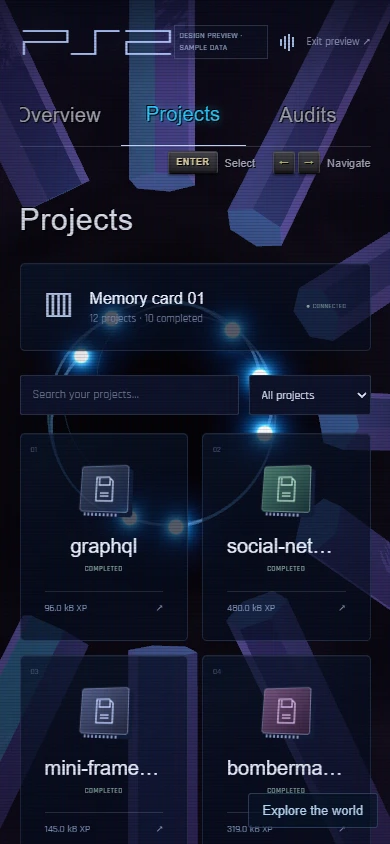 PS2
DESIGN PREVIEW ·
SAMPLE DATA
Exit preview ↗
Overview
Projects
Audits
ENTER Select ← → Navigate
Projects
Memory card 01
12 projects · 10 completed
CONNECTED
Search your projects...
All projects
01
02
graphql
social-net...
COMPLETED
COMPLETED
96.0 kB XP ↗
480.0 kB XP ↗
03
04
mini-frame...
bomberma...
COMPLETED
COMPLETED
145.0 kB XP ↗
319.0 kB XP
Explore the world